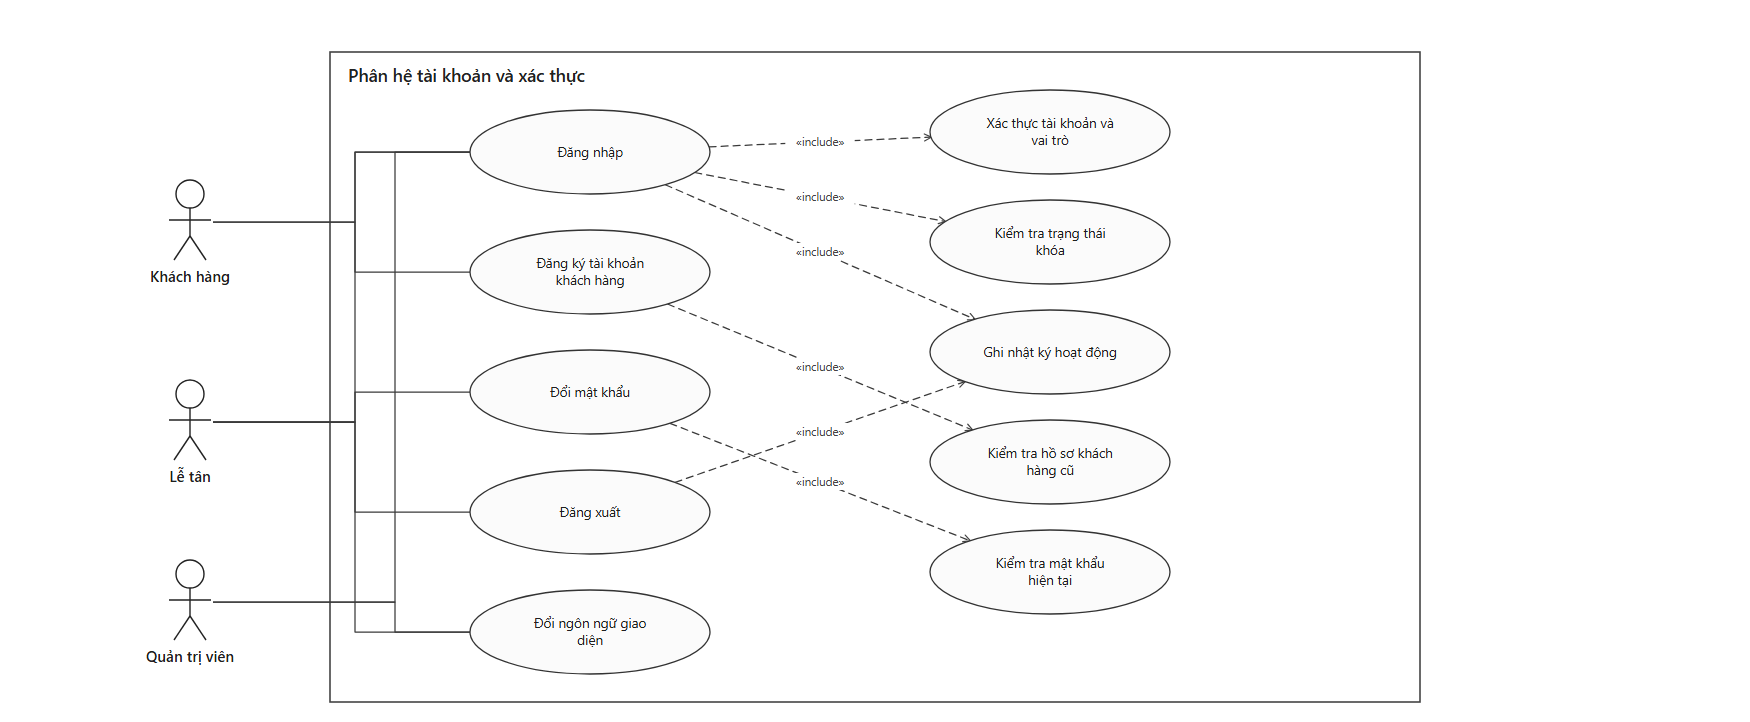 Phân hệ tài khoản và xác thực
Khách hàng
Lễ tân
Quản trị viên
Đăng nhập
Đăng ký tài khoản
khách hàng
Đổi mật khẩu
Đăng xuất
Đổi ngôn ngữ giao
diện
«include»
«include»
«include»
«include»
«include»
«include»
Xác thực tài khoản và
vai trò
Kiểm tra trạng thái
khóa
Ghi nhật ký hoạt động
Kiểm tra hồ sơ khách
hàng cũ
Kiểm tra mật khẩu
hiện tại